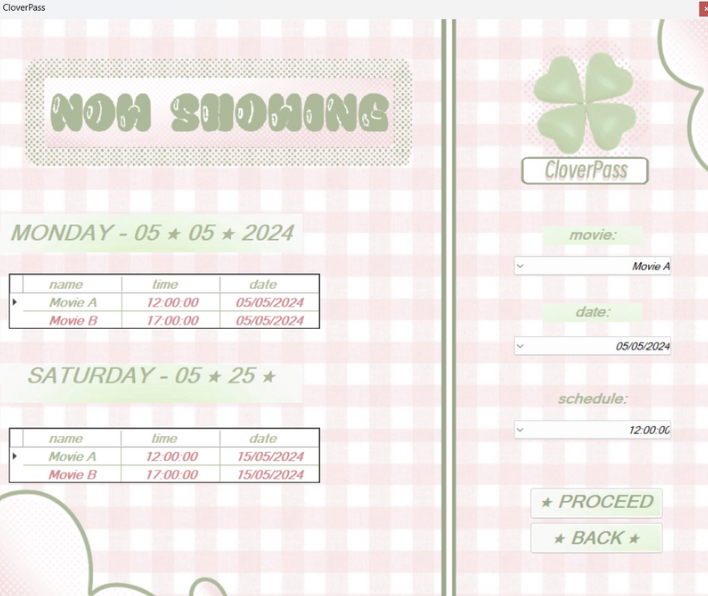 CloverPass
NOW SHOWING
MONDAY - 05 ★ 05 ★ 2024
name time date
Movie A 12:00:00 05/05/2024
Movie B 17:00:00 05/05/2024
SATURDAY - 05 ★ 25 ★
name time date
Movie A 12:00:00 15/05/2024
Movie B 17:00:00 15/05/2024
CloverPass
movie:
Movie A
date:
05/05/2024
schedule:
12:00:00
★ PROCEED
★ BACK ★